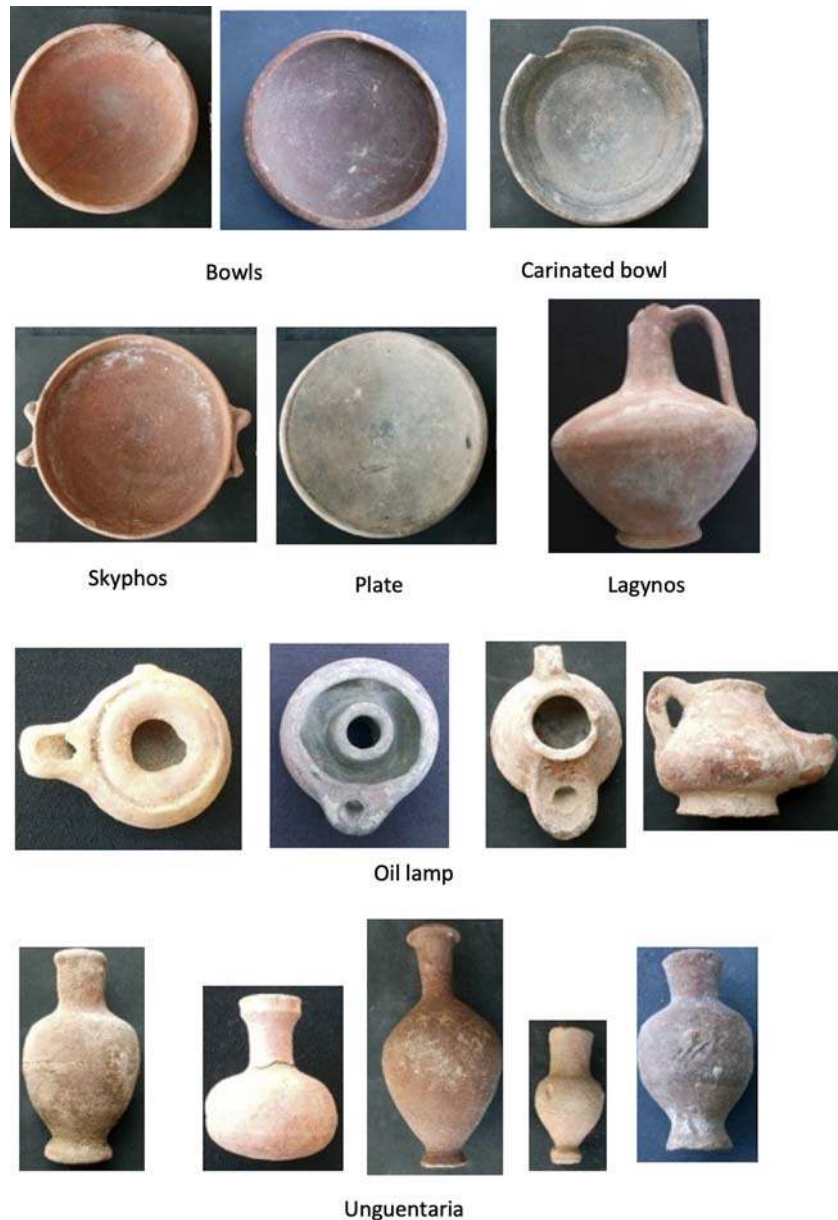 Bowls
Carinated bowl
Skyphos
Plate
Lagynos
Oil lamp
Unguentaria